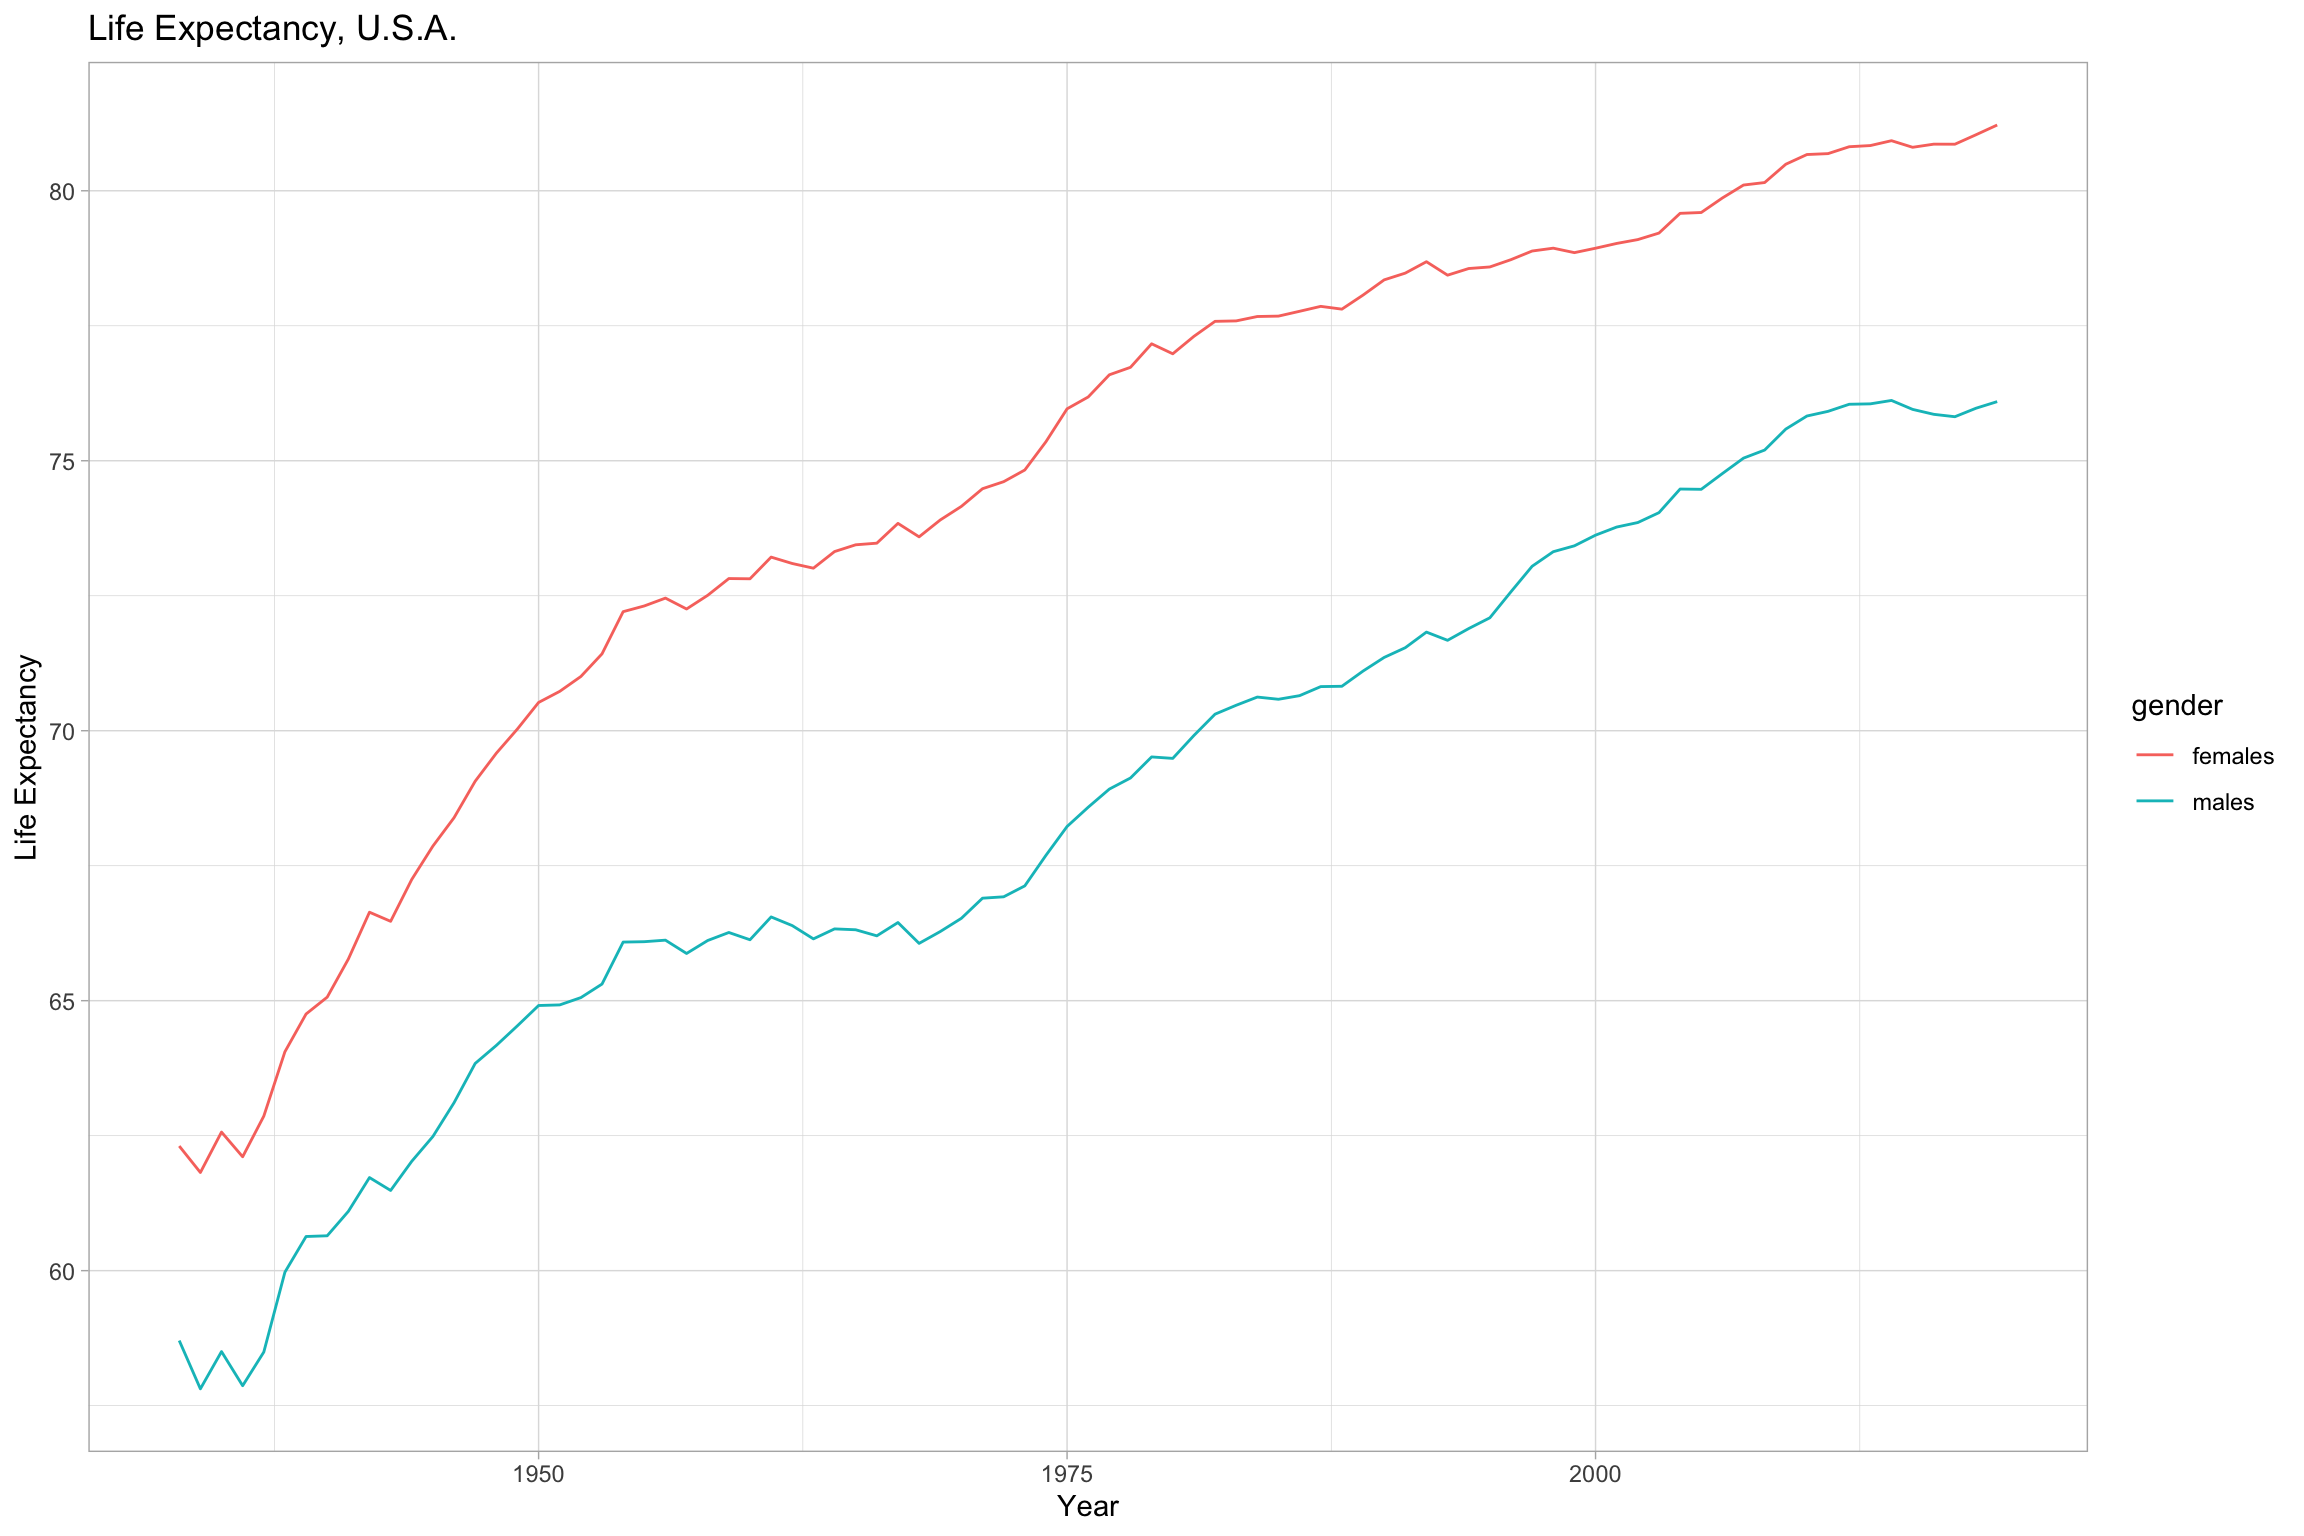 Life Expectancy, U.S.A.
80
75
70
65
60
Life Expectancy
1950
1975
2000
Year
gender
females
males